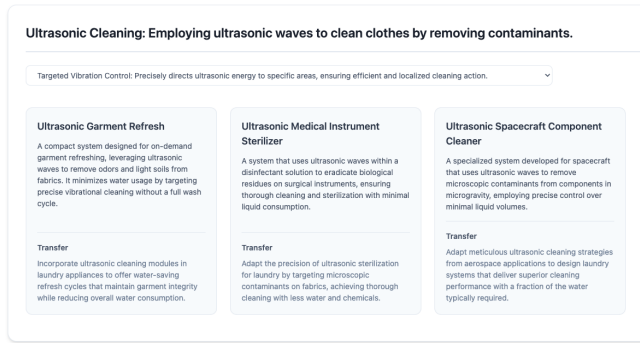 Ultrasonic Cleaning: Employing ultrasonic waves to clean clothes by removing contaminants.
Targeted Vibration Control: Precisely directs ultrasonic energy to specific areas, ensuring efficient and localized cleaning action.
Ultrasonic Garment Refresh
A compact system designed for on-demand
garment refreshing, leveraging ultrasonic
waves to remove odors and light soils from
fabrics. It minimizes water usage by targeting
precise vibrational cleaning without a full wash
cycle.
Transfer
Incorporate ultrasonic cleaning modules in
laundry appliances to offer water-saving
refresh cycles that maintain garment integrity
while reducing overall water consumption.
Ultrasonic Medical Instrument
Sterilizer
A system that uses ultrasonic waves within a
disinfectant solution to eradicate biological
residues on surgical instruments, ensuring
thorough cleaning and sterilization with minimal
liquid consumption.
Transfer
Adapt the precision of ultrasonic sterilization
for laundry by targeting microscopic
contaminants on fabrics, achieving thorough
cleaning with less water and chemicals.
Ultrasonic Spacecraft Component
Cleaner
A specialized system developed for spacecraft
that uses ultrasonic waves to remove
microscopic contaminants from components in
microgravity, employing precise control over
minimal liquid volumes.
Transfer
Adapt meticulous ultrasonic cleaning strategies
from aerospace applications to design laundry
systems that deliver superior cleaning
performance with a fraction of the water
typically required.